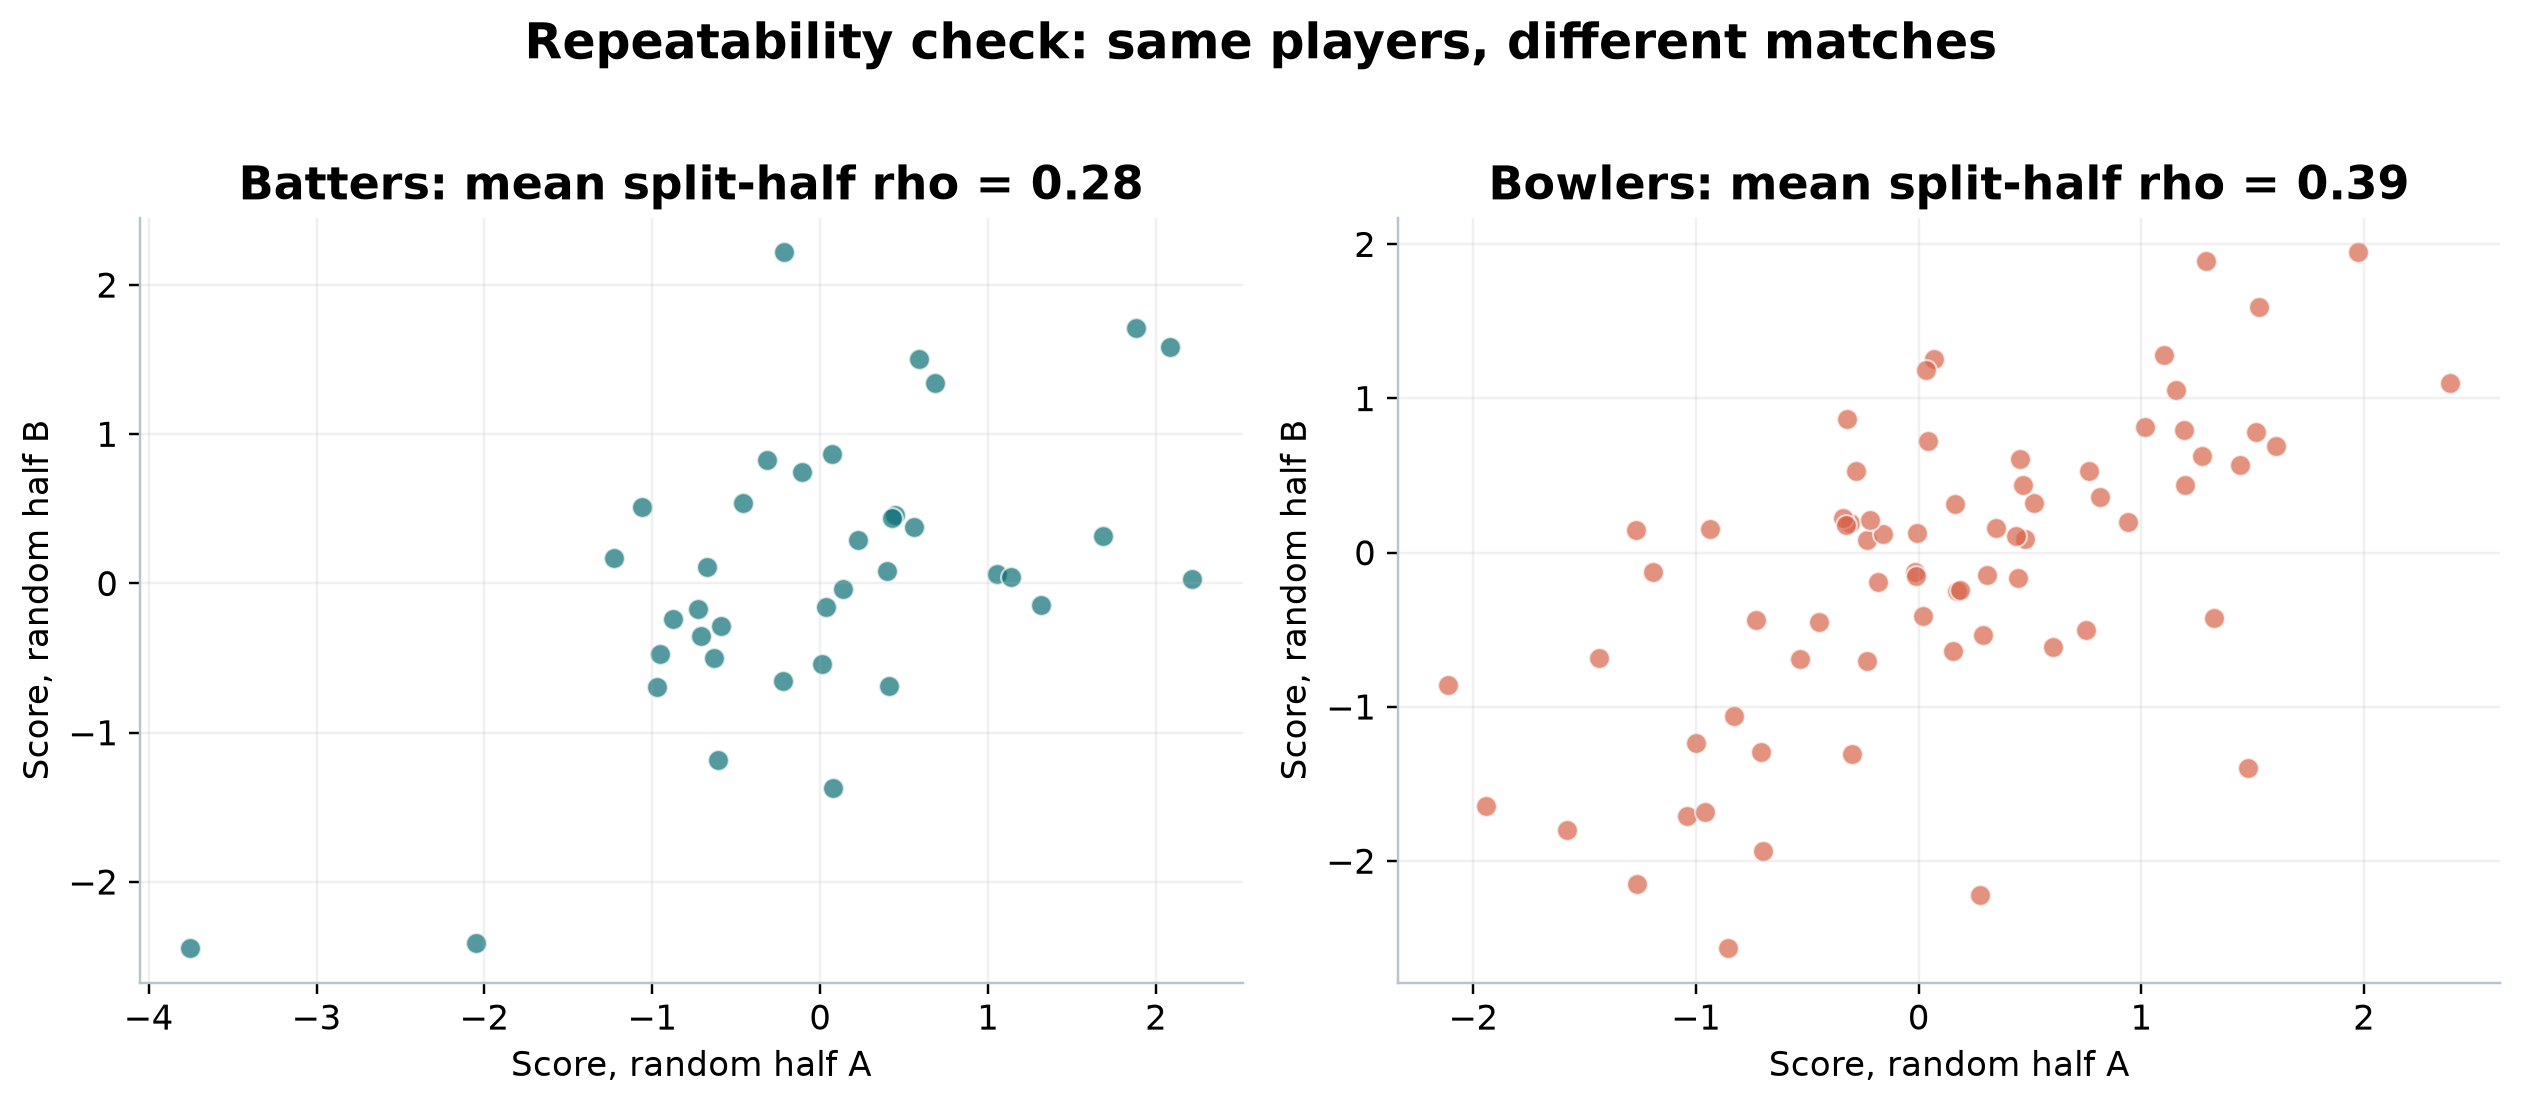 Repeatability check: same players, different matches
Batters: mean split-half rho = 0.28
Score, random half B
2
1
0
−1
−2
−4 −3 −2 −1 0 1 2
Score, random half A
Bowlers: mean split-half rho = 0.39
Score, random half B
2
1
0
−1
−2
−2 −1 0 1 2
Score, random half A